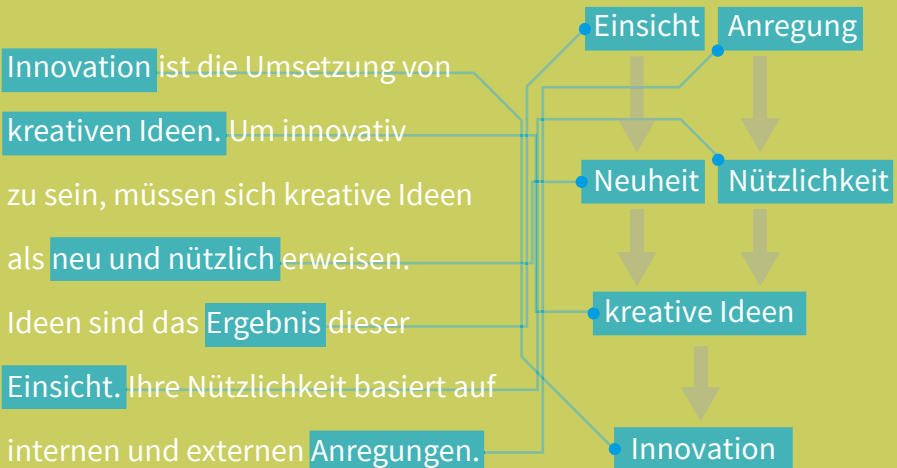 Innovation ist die Umsetzung von
kreativen Ideen. Um innovativ
zu sein, müssen sich kreative Ideen
als neu und nützlich erweisen.
Ideen sind das Ergebnis dieser
Einsicht. Ihre Nützlichkeit basiert auf
internen und externen Anregungen.
Einsicht Anregung
Neuheit Nützlichkeit
kreative Ideen
Innovation